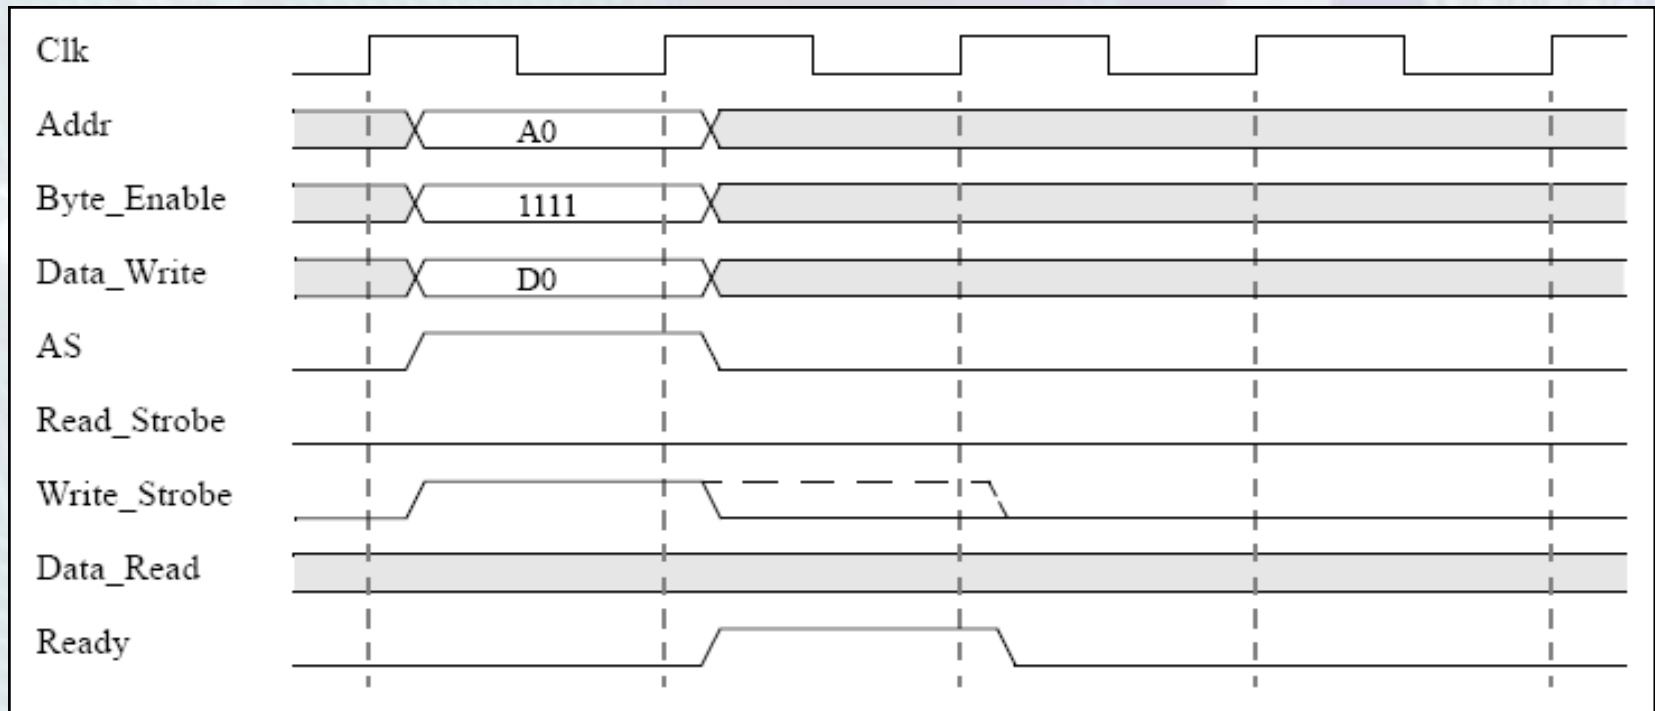 Clk
Addr A0
Byte_Enable 1111
Data_Write D0
AS
Read_Strobe
Write_Strobe
Data_Read
Ready